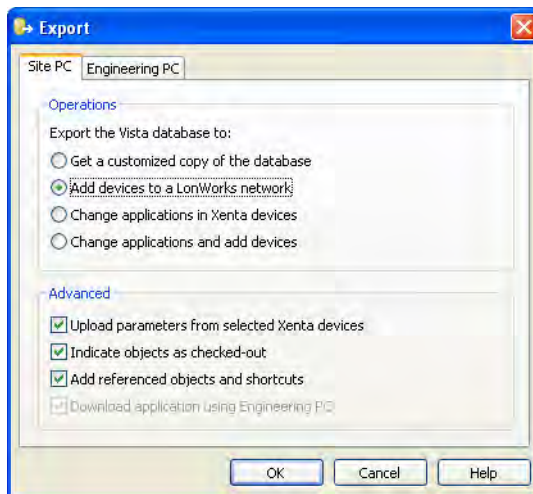 Export
Site PC
Engineering PC
Operations
Export the Vista database to:
Get a customized copy of the database
Add devices to a LonWorks network
Change applications in Xenta devices
Change applications and add devices
Advanced
Upload parameters from selected Xenta devices
Indicate objects as checked-out
Add referenced objects and shortcuts
Download application using Engineering PC
OK
Cancel
Help